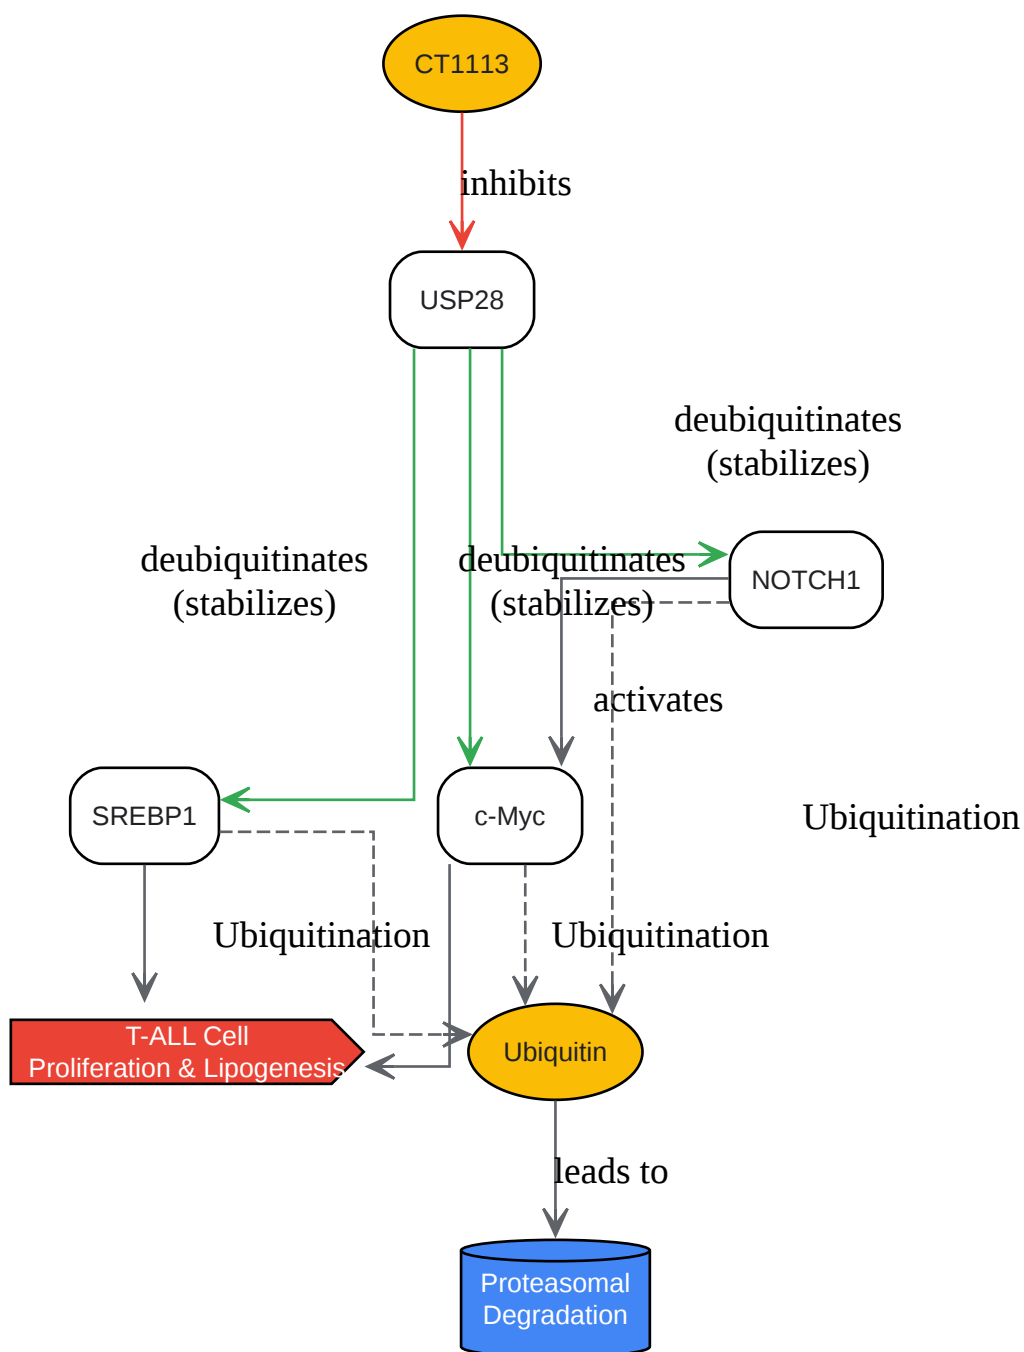 CT1113
inhibits
USP28
deubiquitinates
(stabilizes)
deubiquitinates
(stabilizes)
deubiquitinates
(stabilizes)
NOTCH1
activates
SREBP1
c-Myc
Ubiquitination
Ubiquitination
Ubiquitination
T-ALL Cell
Proliferation & Lipogenesis
Ubiquitin
leads to
Proteasomal
Degradation